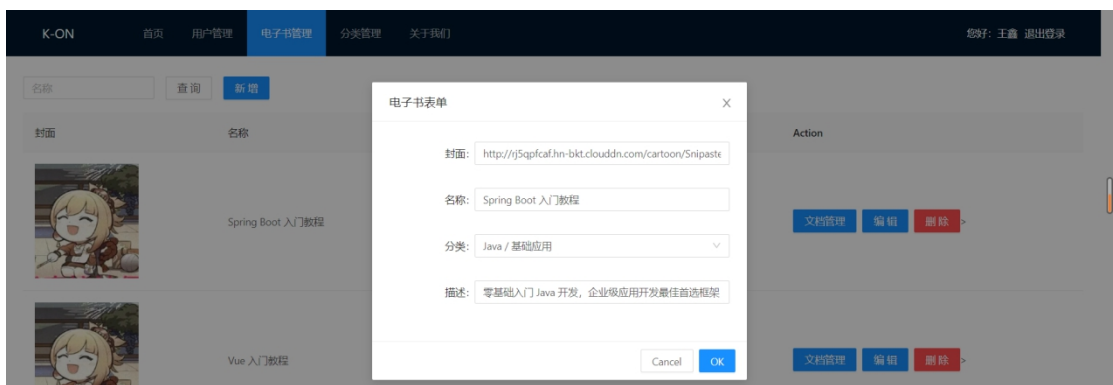 K-ON 首页 用户管理 电子书管理 分类管理 关于我们 您好：王鑫 退出登录
名称 查 询 新 增
电子书表单 X
封面 名称 Action
封面: http://rj5qpfcaf.hn-bkt.clouddn.com/cartoon/Snipaste
名称: Spring Boot 入门教程
Spring Boot 入门教程 文档管理 编 辑 删 除 >
分类: Java / 基础应用
描述: 零基础入门 Java 开发，企业级应用开发最佳首选框架
Vue 入门教程 文档管理 编 辑 删 除 >
Cancel OK